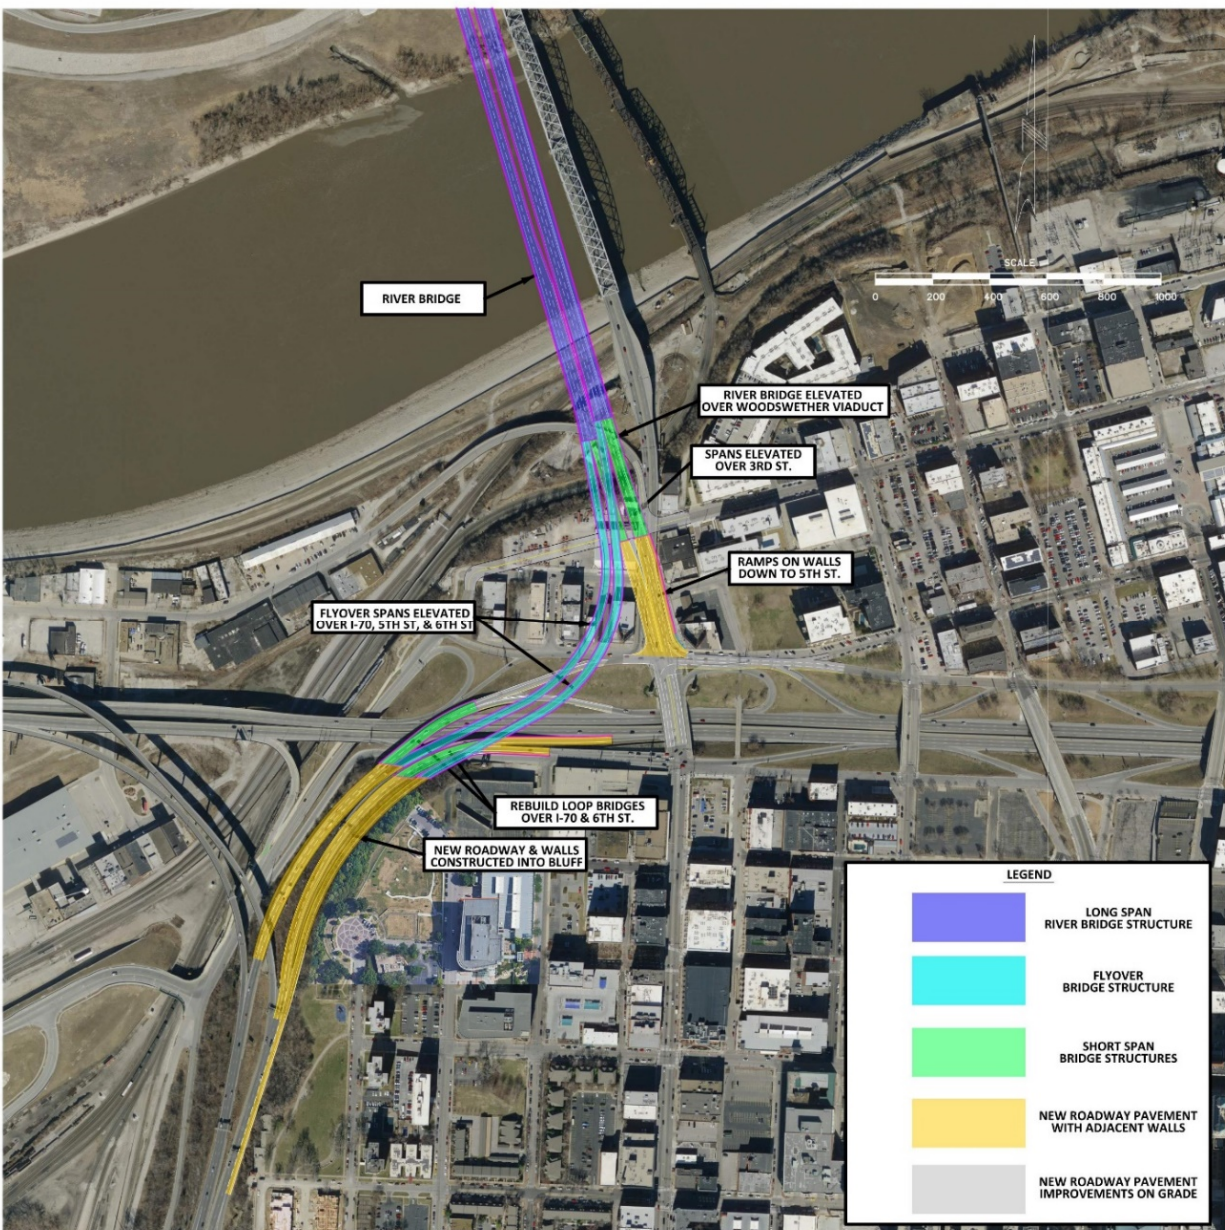 RIVER BRIDGE
SCALE
0 200 400 600 800 1000
RIVER BRIDGE ELEVATED
OVER WOODSWETHER VIADUCT
SPANS ELEVATED
OVER 3RD ST.
RAMPS ON WALLS
DOWN TO 5TH ST.
FLYOVER SPANS ELEVATED
OVER I-70, 5TH ST, & 6TH ST
REBUILD LOOP BRIDGES
OVER I-70 & 6TH ST.
NEW ROADWAY & WALLS
CONSTRUCTED INTO BLUFF
LEGEND
LONG SPAN
RIVER BRIDGE STRUCTURE
FLYOVER
BRIDGE STRUCTURE
SHORT SPAN
BRIDGE STRUCTURES
NEW ROADWAY PAVEMENT
WITH ADJACENT WALLS
NEW ROADWAY PAVEMENT
IMPROVEMENTS ON GRADE